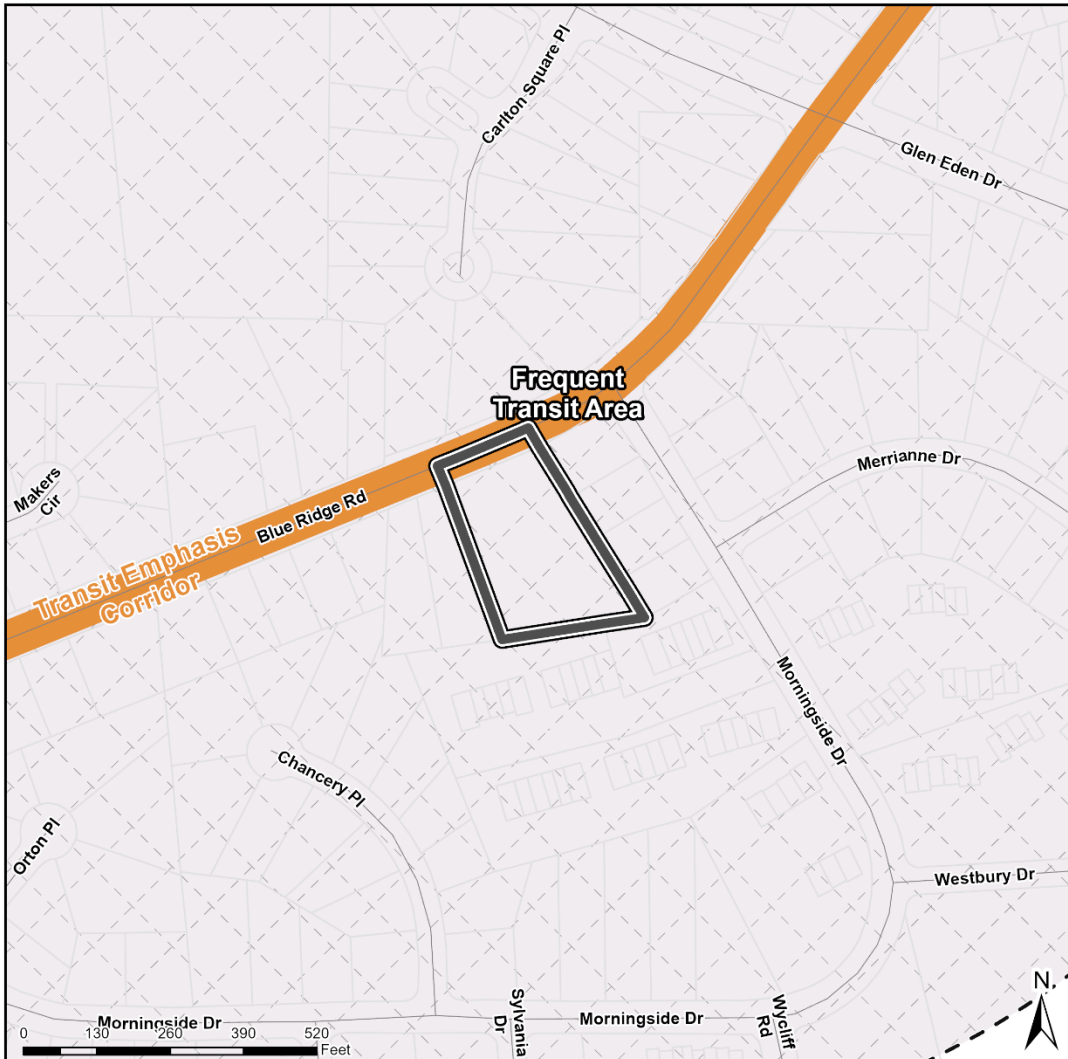 Carlton Square Pl
Glen Eden Dr
Frequent
Transit Area
Merrianne Dr
Makers
Cir
Blue Ridge Rd
Transit Emphasis
Corridor
Morningside Dr
Chancery Pl
Orton Pl
Westbury Dr
N
Morningside Dr
Sylvania
Dr
Morningside Dr
Wycliff
Rd
0 130 260 390 520
Feet